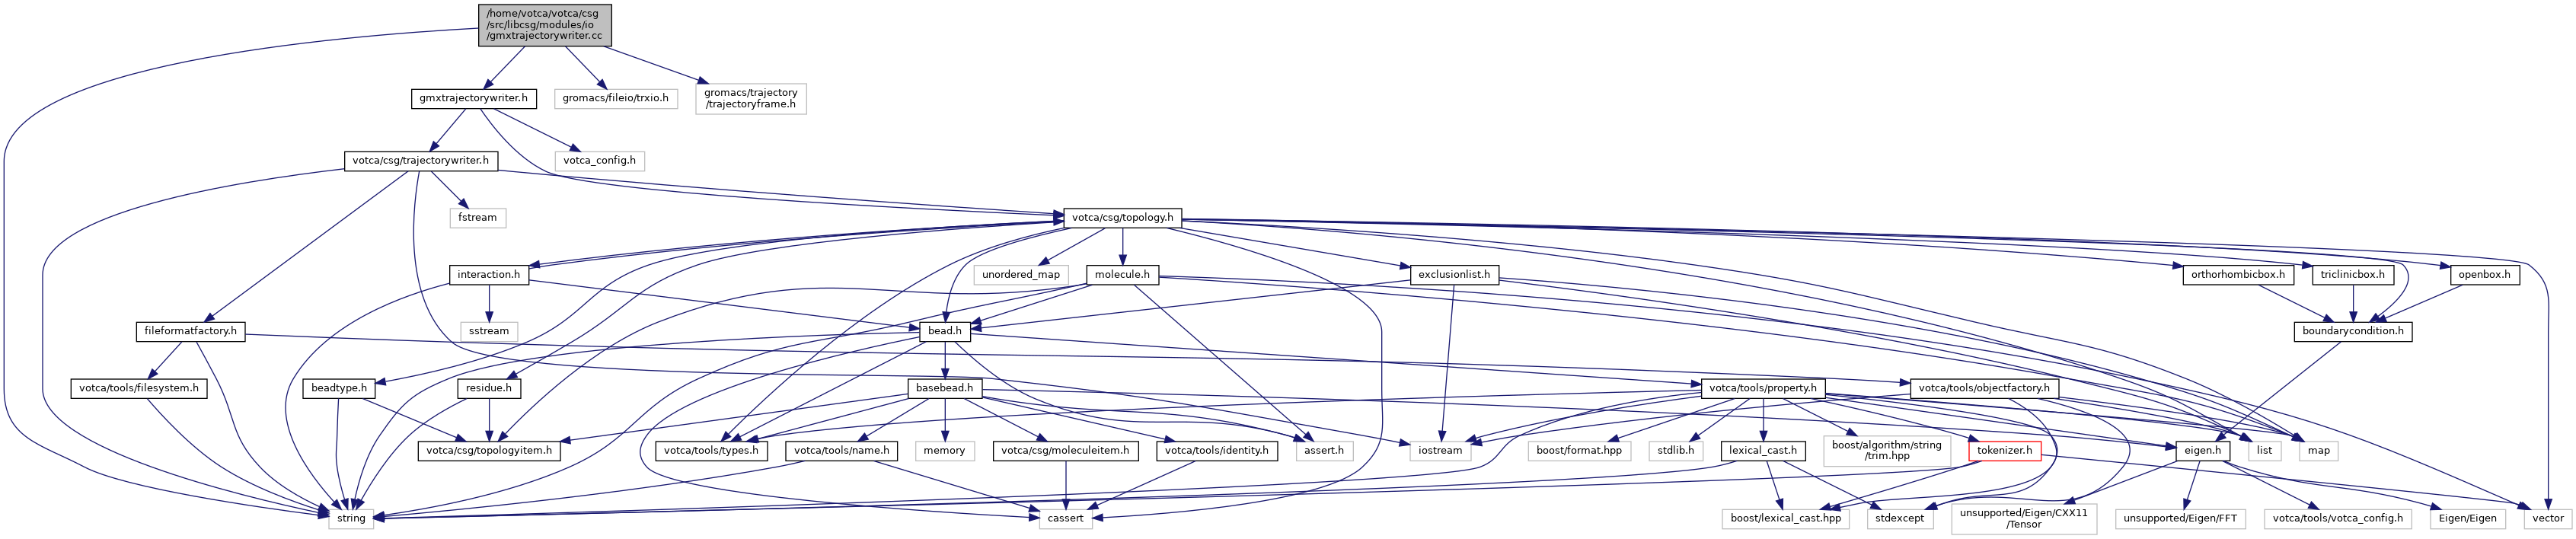 /home/votca/votca/csg
/src/libcsg/modules/io
/gmxtrajectorywriter.cc
gmxtrajectorywriter.h
gromacs/fileio/trxio.h
gromacs/trajectory
/trajectoryframe.h
votca/csg/trajectorywriter.h
votca_config.h
fstream
votca/csg/topology.h
interaction.h
unordered_map
molecule.h
exclusionlist.h
orthorhombicbox.h
triclinicbox.h
openbox.h
fileformatfactory.h
sstream
bead.h
boundarycondition.h
votca/tools/filesystem.h
beadtype.h
residue.h
basebead.h
votca/tools/property.h
votca/tools/objectfactory.h
votca/csg/topologyitem.h
votca/tools/types.h
votca/tools/name.h
memory
votca/csg/moleculeitem.h
votca/tools/identity.h
assert.h
iostream
boost/format.hpp
stdlib.h
lexical_cast.h
boost/algorithm/string
/trim.hpp
tokenizer.h
eigen.h
list
map
string
cassert
boost/lexical_cast.hpp
stdexcept
unsupported/Eigen/CXX11
/Tensor
unsupported/Eigen/FFT
votca/tools/votca_config.h
Eigen/Eigen
vector